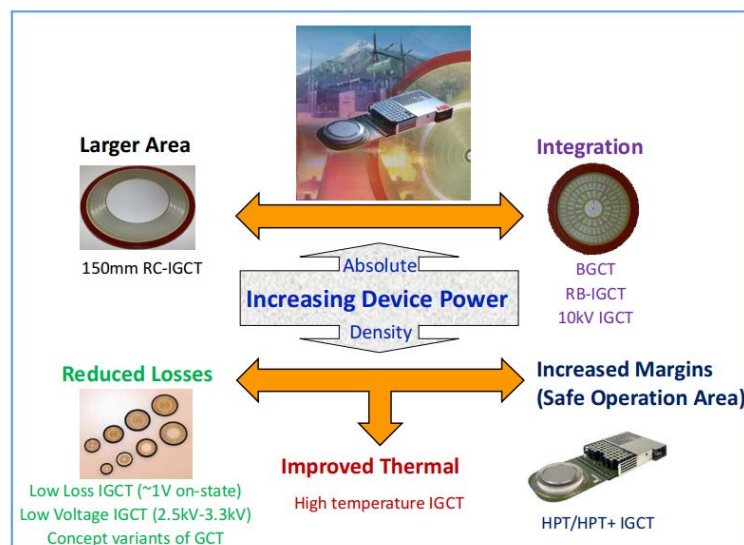 Larger Area
Integration
150mm RC-IGCT
Absolute
Increasing Device Power
Density
BGCT
RB-IGCT
10kV IGCT
Reduced Losses
Increased Margins
(Safe Operation Area)
Low Loss IGCT (~1V on-state)
Low Voltage IGCT (2.5kV-3.3kV)
Concept variants of GCT
Improved Thermal
High temperature IGCT
HPT/HPT+ IGCT
ABB